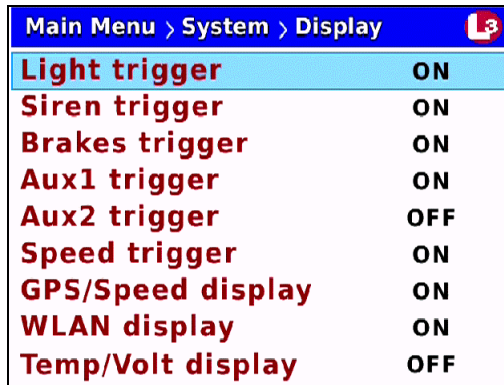 Main Menu > System > Display L3
Light trigger ON
Siren trigger ON
Brakes trigger ON
Aux1 trigger ON
Aux2 trigger OFF
Speed trigger ON
GPS/Speed display ON
WLAN display ON
Temp/Volt display OFF